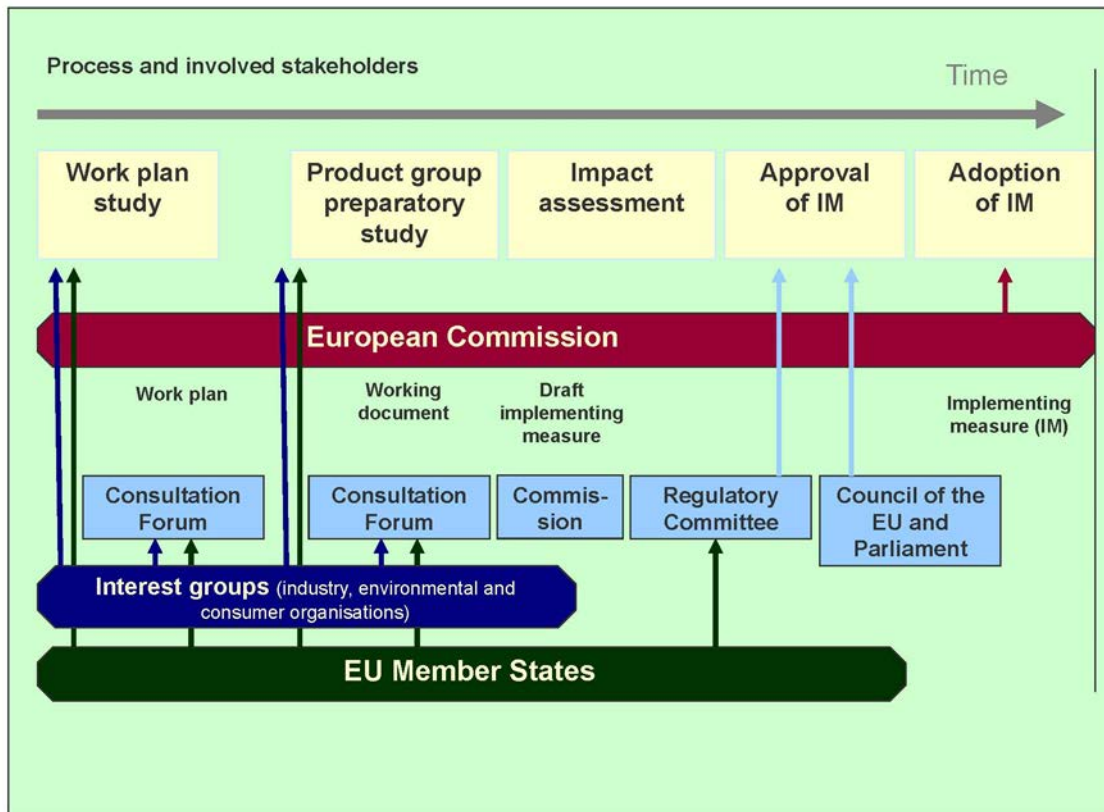 Process and involved stakeholders
Time
Work plan
study
Product group
preparatory
study
Impact
assessment
Approval
of IM
Adoption
of IM
European Commission
Work plan
Working
document
Draft
implementing
measure
Implementing
measure (IM)
Consultation
Forum
Consultation
Forum
Commis-
sion
Regulatory
Committee
Council of the
EU and
Parliament
Interest groups (industry, environmental and
consumer organisations)
EU Member States